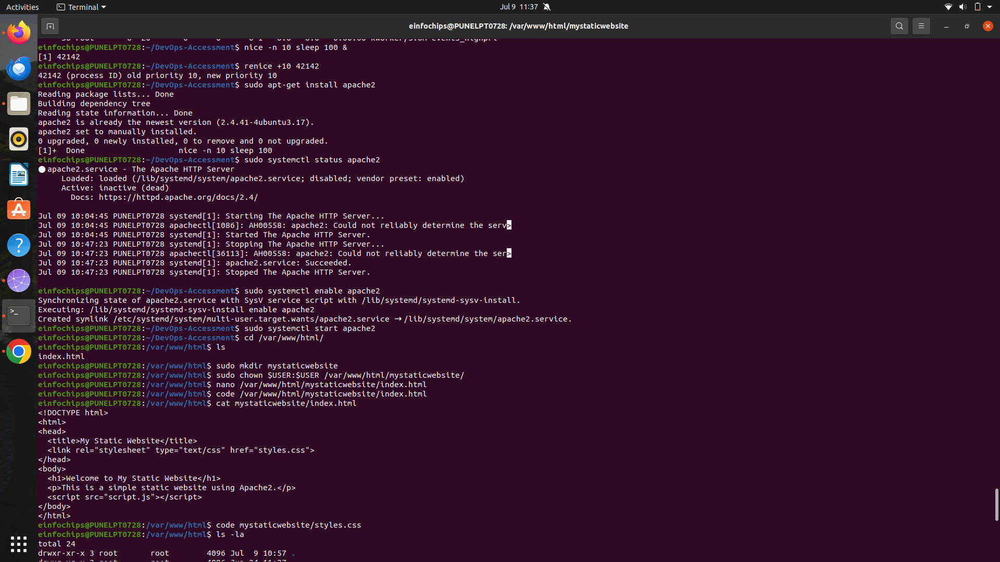 Activities
Terminal
Jul 9 11:37
einfochips@PUNELPT0728: /var/www/html/mystaticwebsite
einfochips@PUNELPT0728:~/DevOps-Accessment$ nice -n 10 sleep 100 &
[1] 42142
einfochips@PUNELPT0728:~/DevOps-Accessment$ renice +10 42142
42142 (process ID) old priority 10, new priority 10
einfochips@PUNELPT0728:~/DevOps-Accessment$ sudo apt-get install apache2
Reading package lists... Done
Building dependency tree
Reading state information... Done
apache2 is already the newest version (2.4.41-4ubuntu3.17).
apache2 set to manually installed.
0 upgraded, 0 newly installed, 0 to remove and 0 not upgraded.
[1]+  Done                    nice -n 10 sleep 100
einfochips@PUNELPT0728:~/DevOps-Accessment$ sudo systemctl status apache2
● apache2.service - The Apache HTTP Server
     Loaded: loaded (/lib/systemd/system/apache2.service; disabled; vendor preset: enabled)
     Active: inactive (dead)
       Docs: https://httpd.apache.org/docs/2.4/
Jul 09 10:04:45 PUNELPT0728 systemd[1]: Starting The Apache HTTP Server...
Jul 09 10:04:45 PUNELPT0728 apachectl[1086]: AH00558: apache2: Could not reliably determine the serv>
Jul 09 10:04:45 PUNELPT0728 systemd[1]: Started The Apache HTTP Server.
Jul 09 10:47:23 PUNELPT0728 systemd[1]: Stopping The Apache HTTP Server...
Jul 09 10:47:23 PUNELPT0728 apachectl[36113]: AH00558: apache2: Could not reliably determine the ser>
Jul 09 10:47:23 PUNELPT0728 systemd[1]: apache2.service: Succeeded.
Jul 09 10:47:23 PUNELPT0728 systemd[1]: Stopped The Apache HTTP Server.
einfochips@PUNELPT0728:~/DevOps-Accessment$ sudo systemctl enable apache2
Synchronizing state of apache2.service with SysV service script with /lib/systemd/systemd-sysv-install.
Executing: /lib/systemd/systemd-sysv-install enable apache2
Created symlink /etc/systemd/system/multi-user.target.wants/apache2.service → /lib/systemd/system/apache2.service.
einfochips@PUNELPT0728:~/DevOps-Accessment$ sudo systemctl start apache2
einfochips@PUNELPT0728:~/DevOps-Accessment$ cd /var/www/html/
einfochips@PUNELPT0728:/var/www/html$ ls
index.html
einfochips@PUNELPT0728:/var/www/html$ sudo mkdir mystaticwebsite
einfochips@PUNELPT0728:/var/www/html$ sudo chown $USER:$USER /var/www/html/mystaticwebsite/
einfochips@PUNELPT0728:/var/www/html$ nano /var/www/html/mystaticwebsite/index.html
einfochips@PUNELPT0728:/var/www/html$ code /var/www/html/mystaticwebsite/index.html
einfochips@PUNELPT0728:/var/www/html$ cat mystaticwebsite/index.html
<!DOCTYPE html>
<html>
<head>
  <title>My Static Website</title>
  <link rel="stylesheet" type="text/css" href="styles.css">
</head>
<body>
  <h1>Welcome to My Static Website</h1>
  <p>This is a simple static website using Apache2.</p>
  <script src="script.js"></script>
</body>
</html>
einfochips@PUNELPT0728:/var/www/html$ code mystaticwebsite/styles.css
einfochips@PUNELPT0728:/var/www/html$ ls -la
total 24
drwxr-xr-x 3 root       root        4096 Jul  9 10:57 .